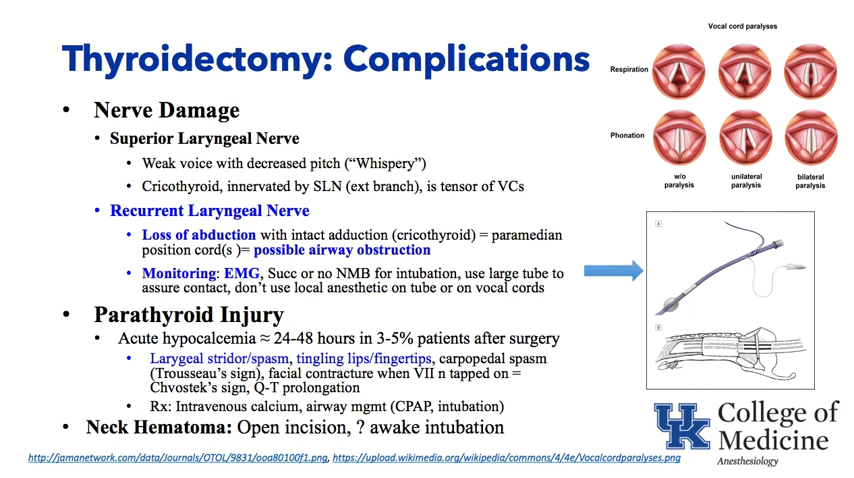 Thyroidectomy: Complications
• Nerve Damage
• Superior Laryngeal Nerve
• Weak voice with decreased pitch (“Whispery”)
• Cricothyroid, innervated by SLN (ext branch), is tensor of VCs
• Recurrent Laryngeal Nerve
• Loss of abduction with intact adduction (cricothyroid) = paramedian
position cord(s )= possible airway obstruction
• Monitoring: EMG, Succ or no NMB for intubation, use large tube to
assure contact, don’t use local anesthetic on tube or on vocal cords
• Parathyroid Injury
• Acute hypocalcemia ≈ 24-48 hours in 3-5% patients after surgery
• Larygeal stridor/spasm, tingling lips/fingertips, carpopedal spasm
(Trousseau’s sign), facial contracture when VII n tapped on =
Chvostek’s sign, Q-T prolongation
• Rx: Intravenous calcium, airway mgmt (CPAP, intubation)
• Neck Hematoma: Open incision, ? awake intubation
http://jamanetwork.com/data/Journals/OTOL/9831/ooa80100f1.png, https://upload.wikimedia.org/wikipedia/commons/4/4e/Vocalcordparalyses.png
Vocal cord paralyses
Respiration
Phonation
w/o paralysis
unilateral paralysis
bilateral paralysis
A
B
UK College of
Medicine
Anesthesiology